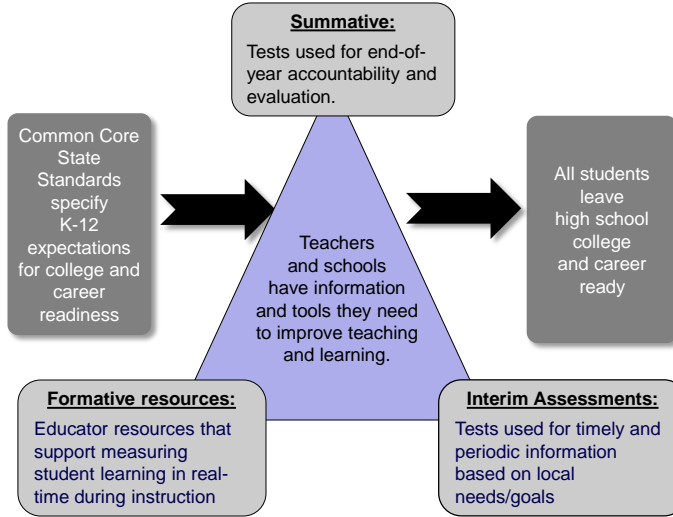 Summative:
Tests used for end-of-
year accountability and
evaluation.
Common Core
State
Standards
specify
K-12
expectations
for college and
career
readiness
Teachers
and schools
have information
and tools they need
to improve teaching
and learning.
All students
leave
high school
college
and career
ready
Formative resources:
Educator resources that
support measuring
student learning in real-
time during instruction
Interim Assessments:
Tests used for timely and
periodic information
based on local
needs/goals